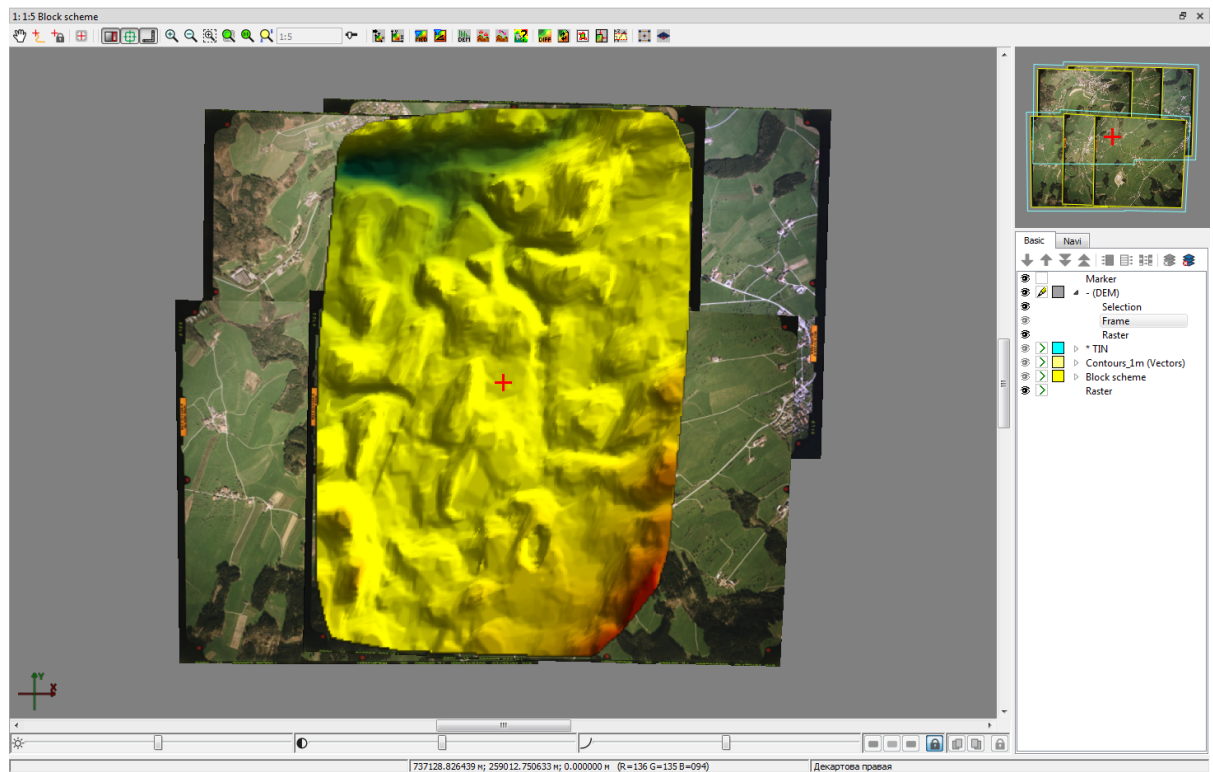 1: 1:5 Block scheme
1:5
Basic
Navi
Marker
- (DEM)
Selection
Frame
Raster
* TIN
Contours_1m (Vectors)
Block scheme
Raster
Y
X
737128.826439 м; 259012.750633 м; 0.000000 м (R=136 G=135 B=094)
Декартова правая